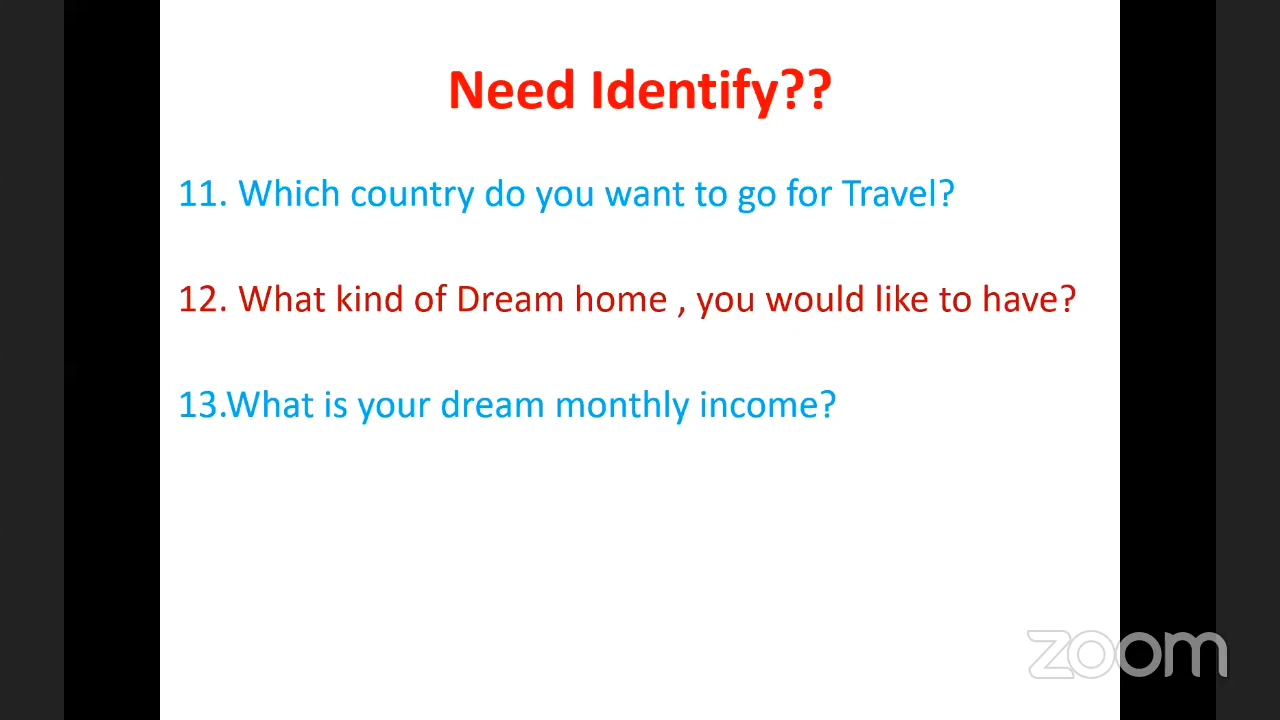 Need Identify??
11. Which country do you want to go for Travel?
12. What kind of Dream home , you would like to have?
13.What is your dream monthly income?
zoom